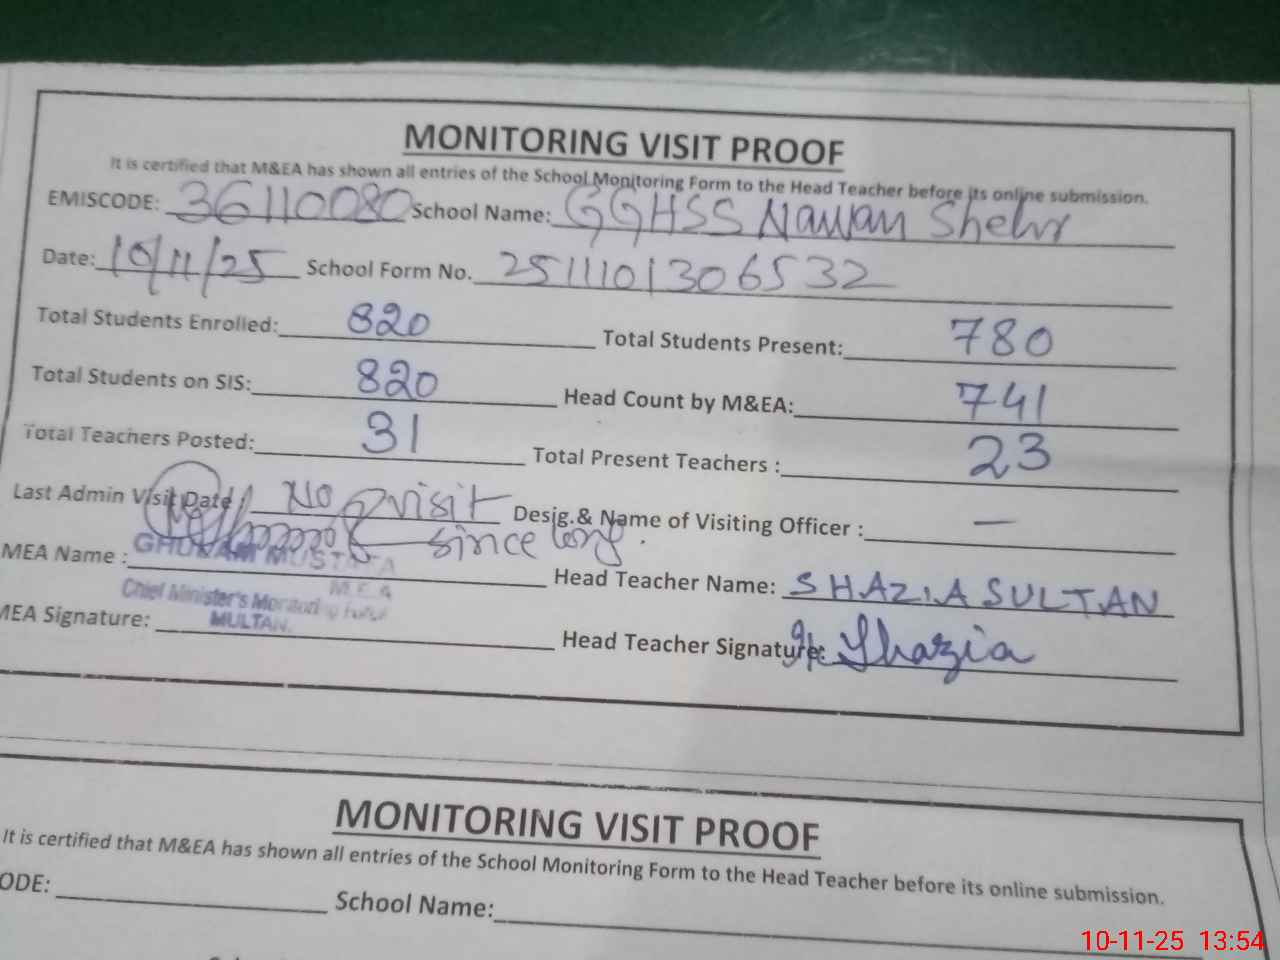 MONITORING VISIT PROOF
It is certified that M&EA has shown all entries of the School Monitoring Form to the Head Teacher before its online submission.
EMISCODE: 36110080 School Name: GGHSS Nawan Shehr
Date: 10/11/25 School Form No. 2511101306532
Total Students Enrolled: 820 Total Students Present: 780
Total Students on SIS: 820 Head Count by M&EA: 741
Total Teachers Posted: 31 Total Present Teachers : 23
Last Admin Visit Date : No visit Desig.& Name of Visiting Officer : —
since long.
MEA Name : GHULAM MUSTAFA Head Teacher Name: SHAZIA SULTAN
M.E.A
Chief Minister's Monitoring Force
MULTAN.
MEA Signature: Head Teacher Signature: Shazia
MONITORING VISIT PROOF
It is certified that M&EA has shown all entries of the School Monitoring Form to the Head Teacher before its online submission.
ODE: School Name:
10-11-25 13:54